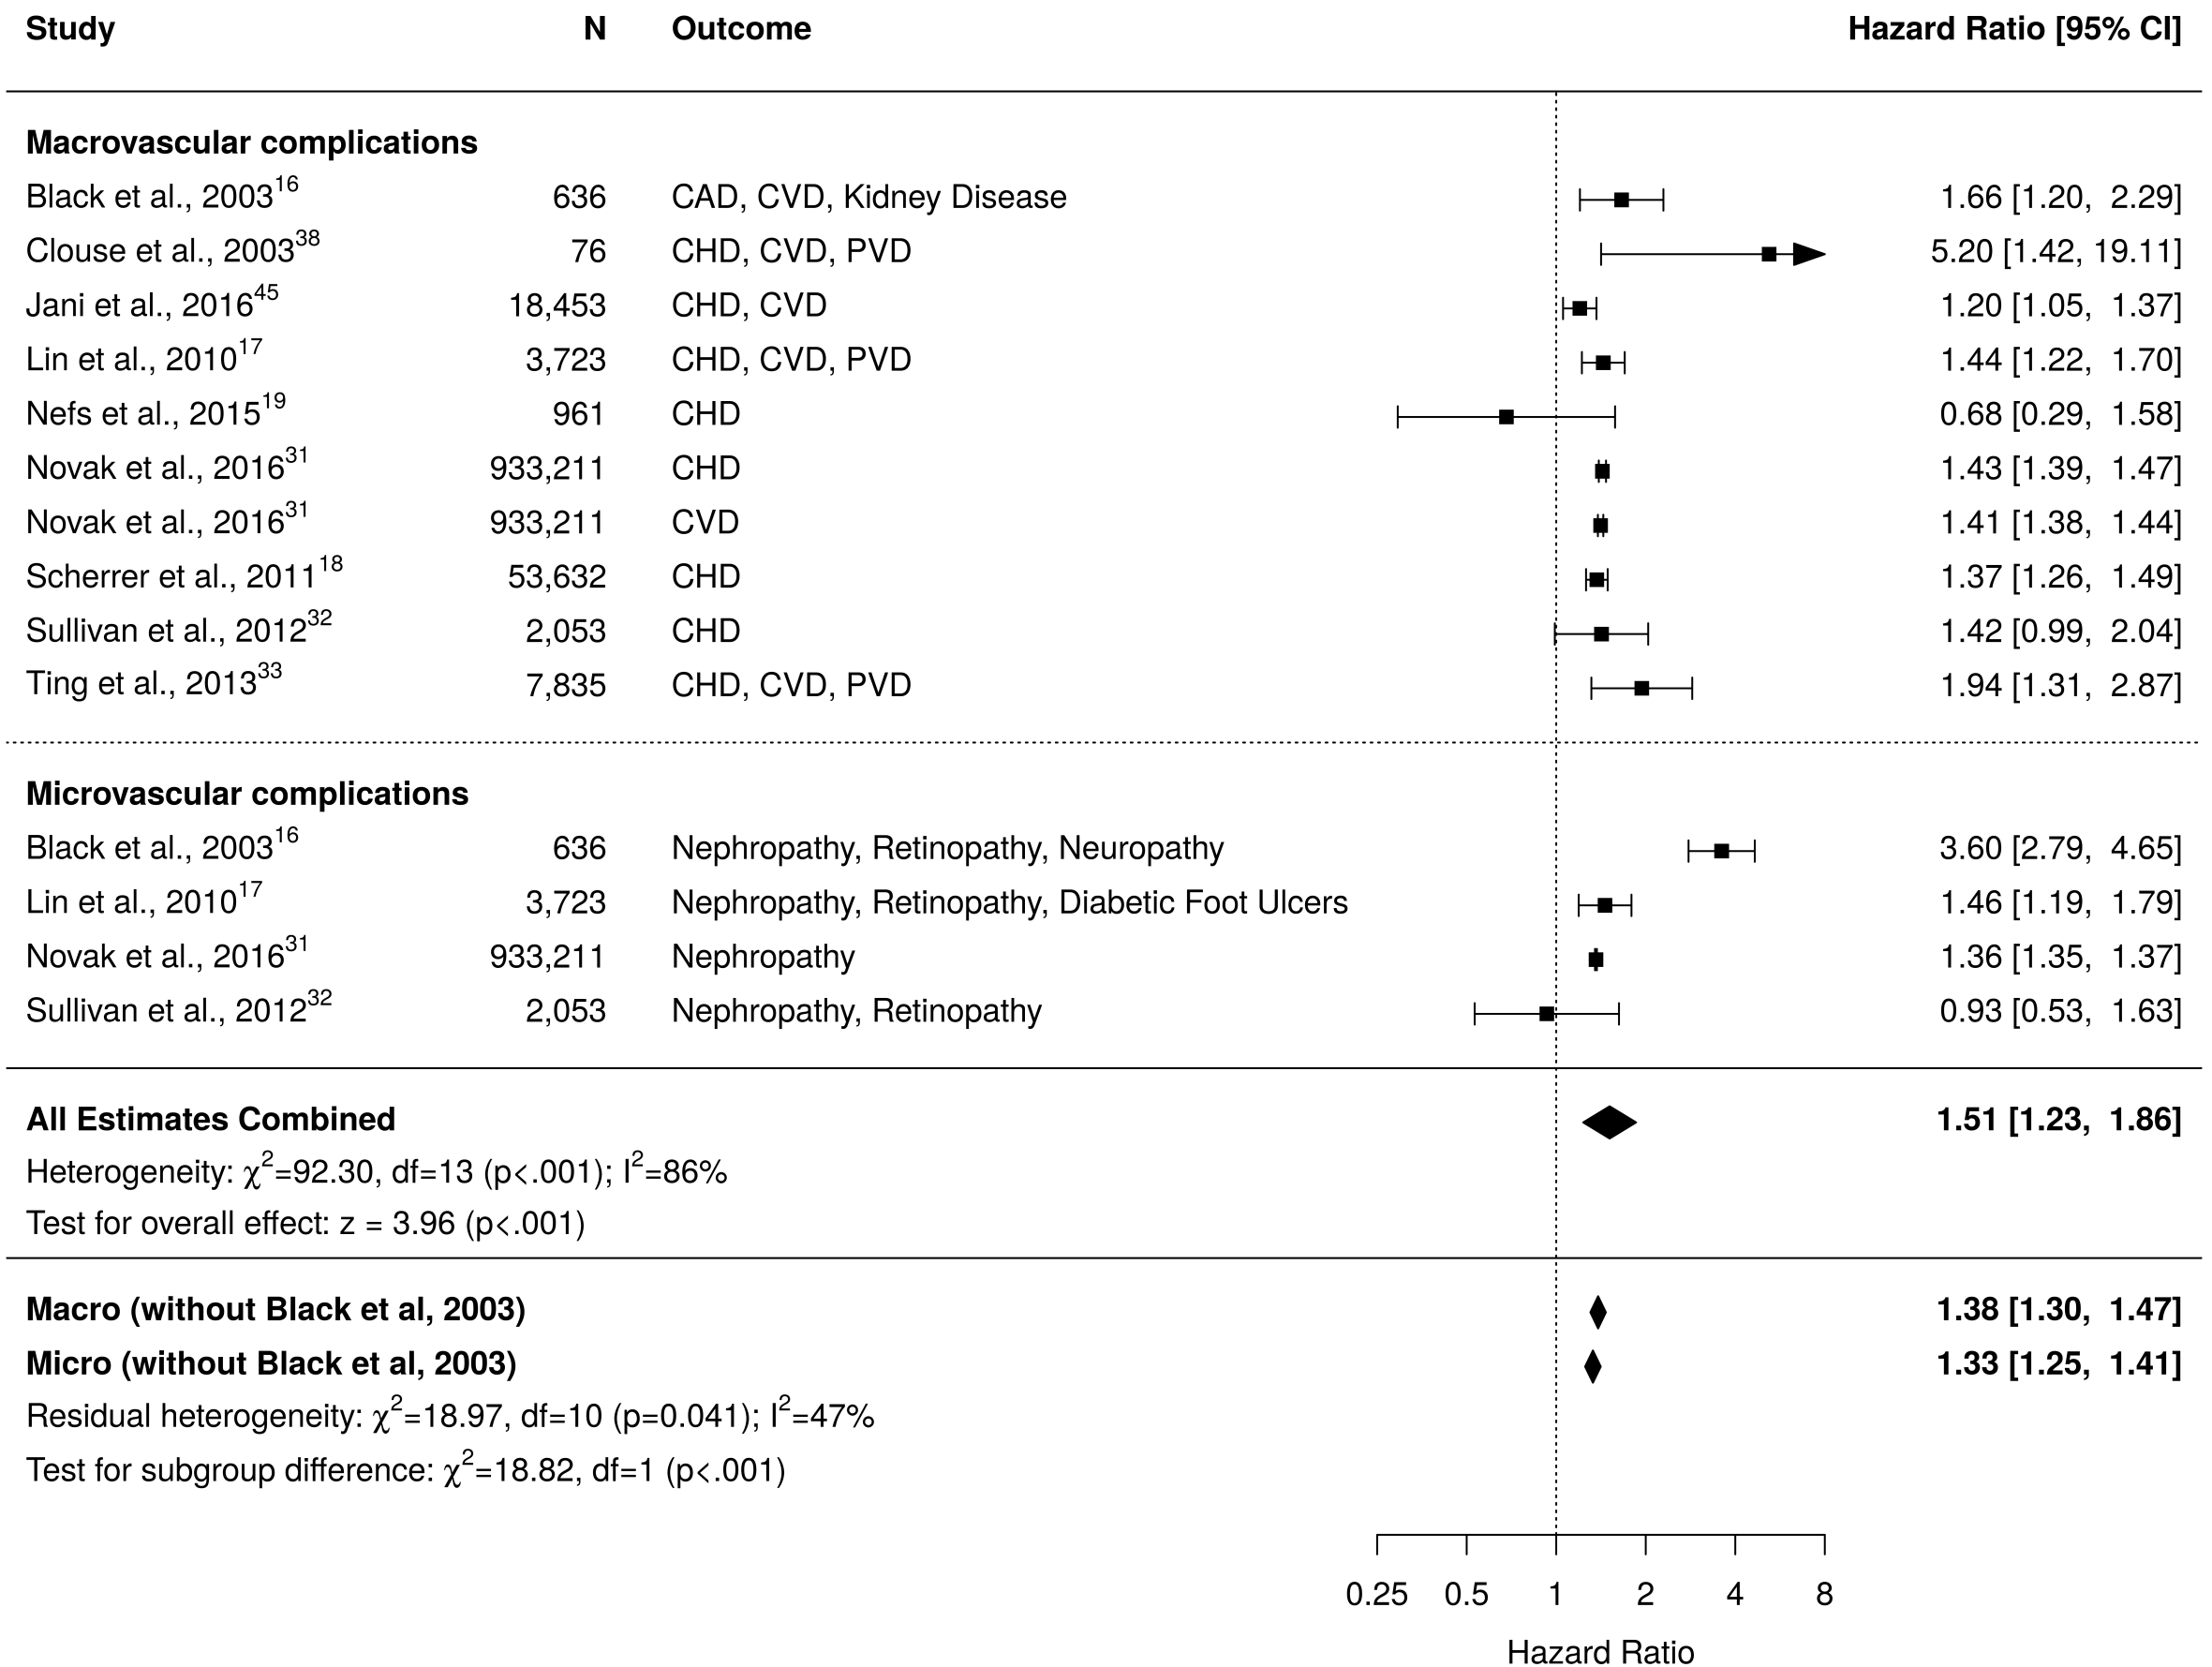 Study N Outcome Hazard Ratio [95% CI]
Macrovascular complications
Black et al., 2003¹⁶ 636 CAD, CVD, Kidney Disease 1.66 [1.20, 2.29]
Clouse et al., 2003³⁸ 76 CHD, CVD, PVD 5.20 [1.42, 19.11]
Jani et al., 2016⁴⁵ 18,453 CHD, CVD 1.20 [1.05, 1.37]
Lin et al., 2010¹⁷ 3,723 CHD, CVD, PVD 1.44 [1.22, 1.70]
Nefs et al., 2015¹⁹ 961 CHD 0.68 [0.29, 1.58]
Novak et al., 2016³¹ 933,211 CHD 1.43 [1.39, 1.47]
Novak et al., 2016³¹ 933,211 CVD 1.41 [1.38, 1.44]
Scherrer et al., 2011¹⁸ 53,632 CHD 1.37 [1.26, 1.49]
Sullivan et al., 2012³² 2,053 CHD 1.42 [0.99, 2.04]
Ting et al., 2013³³ 7,835 CHD, CVD, PVD 1.94 [1.31, 2.87]
Microvascular complications
Black et al., 2003¹⁶ 636 Nephropathy, Retinopathy, Neuropathy 3.60 [2.79, 4.65]
Lin et al., 2010¹⁷ 3,723 Nephropathy, Retinopathy, Diabetic Foot Ulcers 1.46 [1.19, 1.79]
Novak et al., 2016³¹ 933,211 Nephropathy 1.36 [1.35, 1.37]
Sullivan et al., 2012³² 2,053 Nephropathy, Retinopathy 0.93 [0.53, 1.63]
All Estimates Combined 1.51 [1.23, 1.86]
Heterogeneity: χ²=92.30, df=13 (p<.001); I²=86%
Test for overall effect: z = 3.96 (p<.001)
Macro (without Black et al, 2003) 1.38 [1.30, 1.47]
Micro (without Black et al, 2003) 1.33 [1.25, 1.41]
Residual heterogeneity: χ²=18.97, df=10 (p=0.041); I²=47%
Test for subgroup difference: χ²=18.82, df=1 (p<.001)
0.25 0.5 1 2 4 8
Hazard Ratio